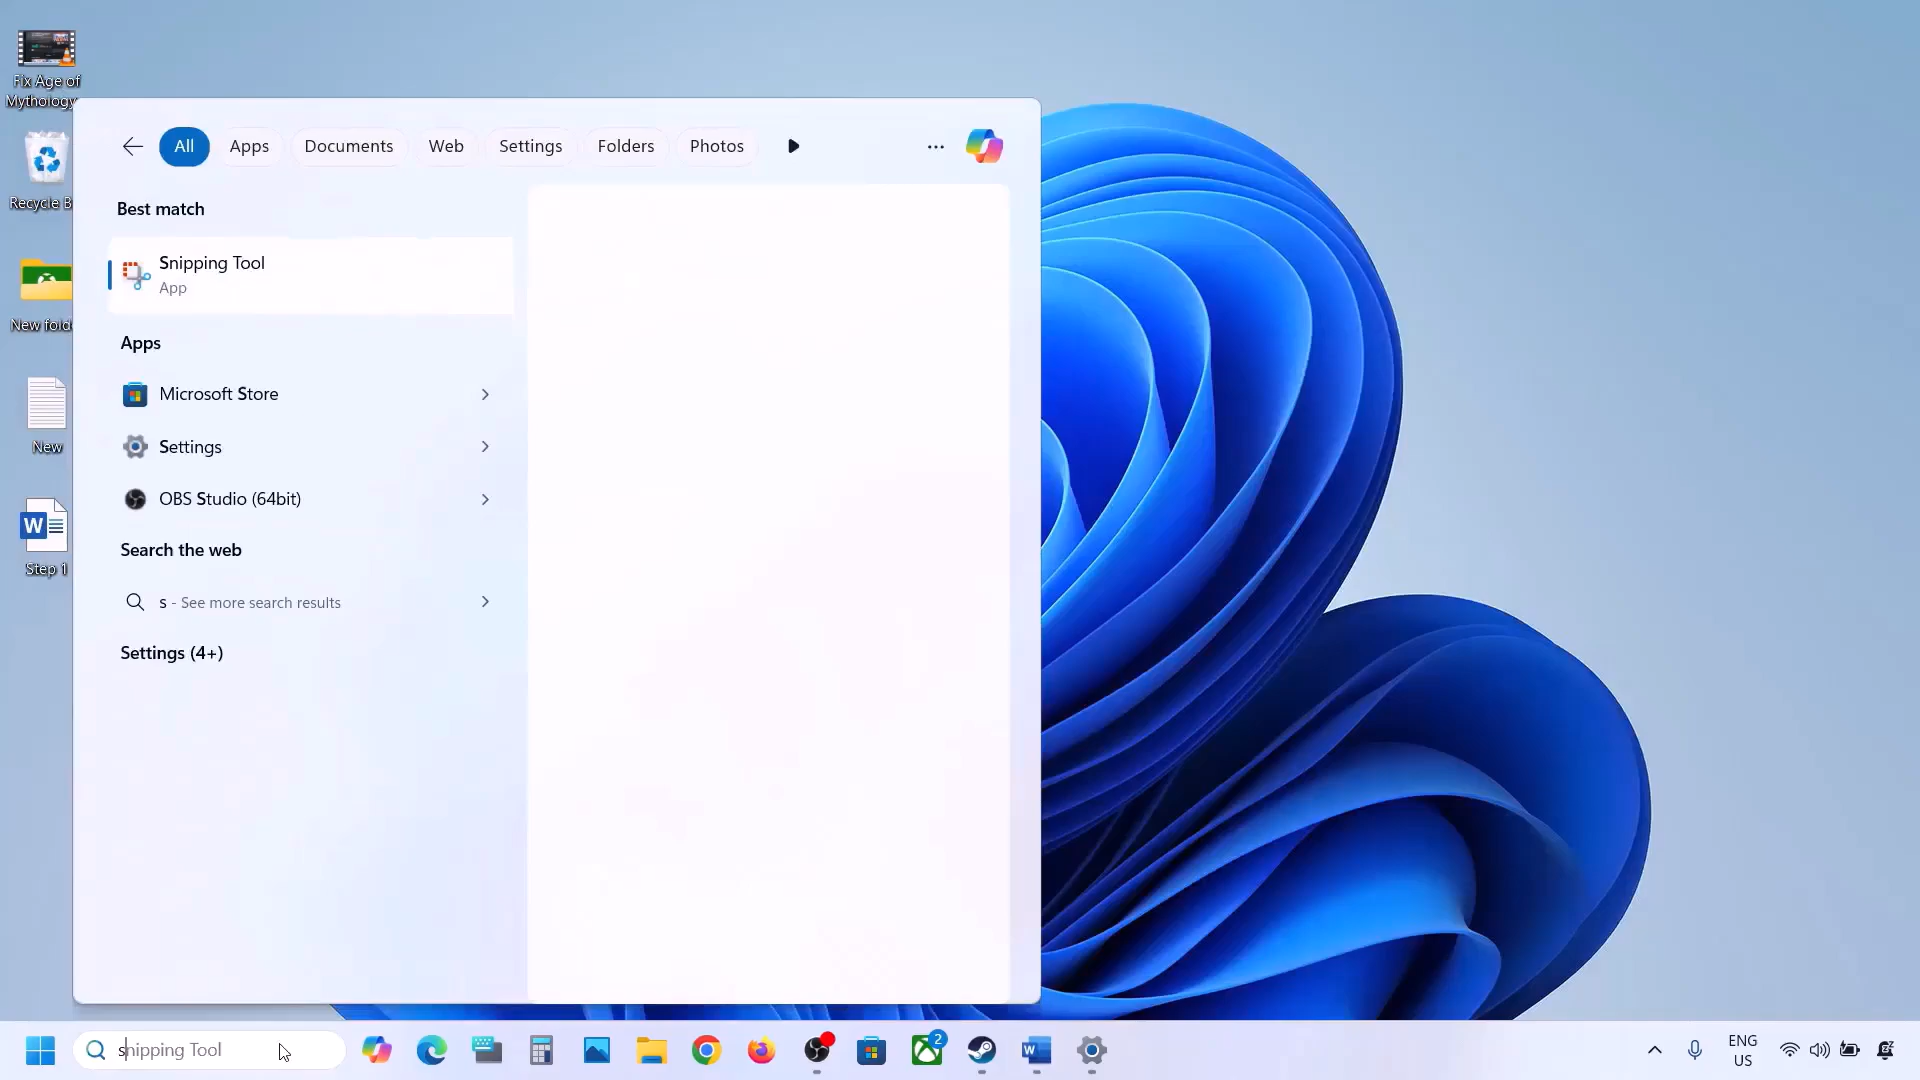 Fix Age of
Mythology
Recycle B
New folde
New
Step 1
All
Apps
Documents
Web
Settings
Folders
Photos
Best match
Snipping Tool
App
Apps
Microsoft Store
Settings
OBS Studio (64bit)
Search the web
s - See more search results
Settings (4+)
snipping Tool
2
ENG
US